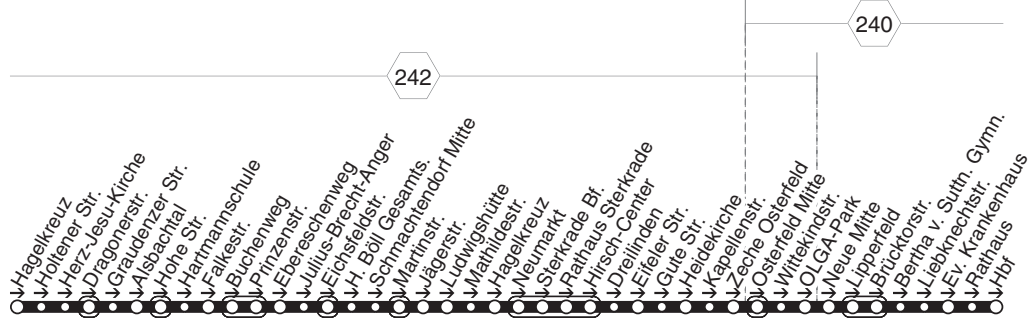 240
242
Hagelkreuz
Holtener Str.
Herz-Jesu-Kirche
Dragonerstr.
Graudenzer Str.
Alsbachtal
Hohe Str.
Hartmannschule
Falkestr.
Buchenweg
Prinzenstr.
Ebereschenweg
Julius-Brecht-Anger
Eichsfeldstr.
H. Böll Gesamts.
Schmachtendorf Mitte
Martinstr.
Jägerstr.
Ludwigshütte
Mathildestr.
Hagelkreuz
Neumarkt
Sterkrade Bf.
Rathaus Sterkrade
Hirsch-Center
Dreilinden
Eifeler Str.
Gute Str.
Heidekirche
Kapellenstr.
Zeche Osterfeld
Osterfeld Mitte
Wittekindstr.
OLGA-Park
Neue Mitte
Lipperfeld
Brücktorstr.
Bertha v. Suttn. Gymn.
Liebknechtstr.
Ev. Krankenhaus
Rathaus
Hbf